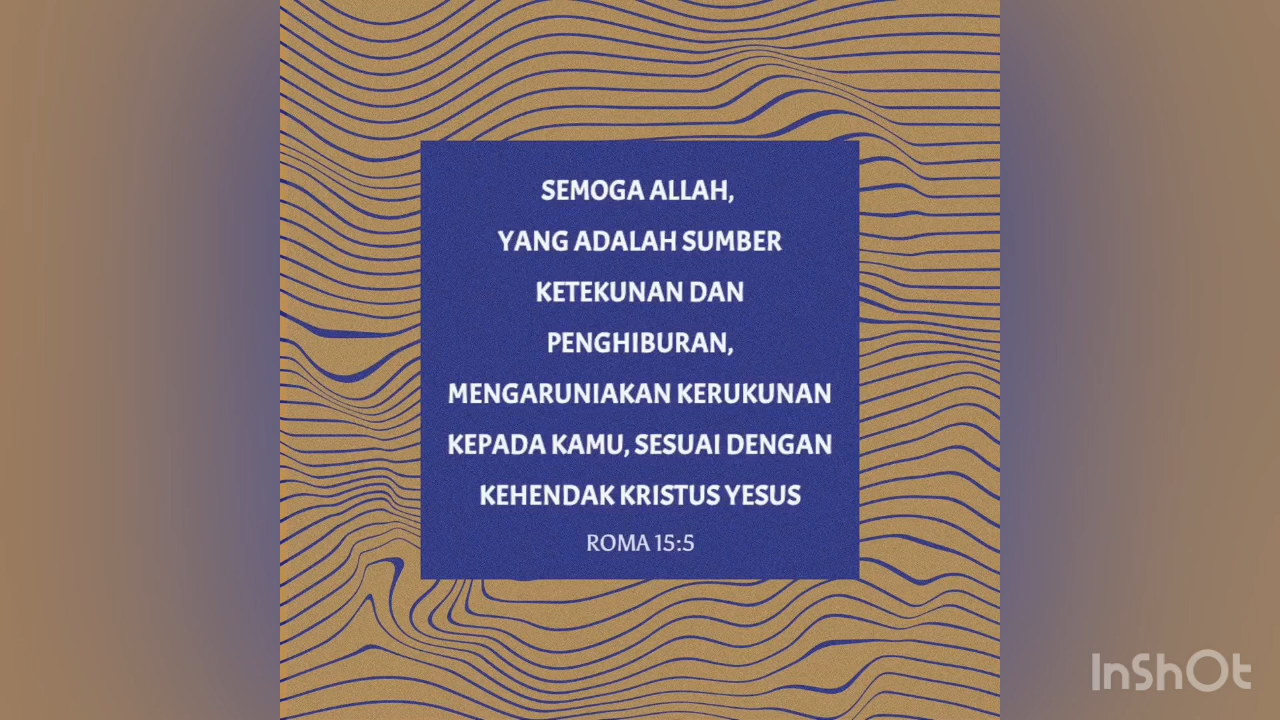 SEMOGA ALLAH,
YANG ADALAH SUMBER
KETEKUNAN DAN
PENGHIBURAN,
MENGARUNIAKAN KERUKUNAN
KEPADA KAMU, SESUAI DENGAN
KEHENDAK KRISTUS YESUS
ROMA 15:5
InShOt